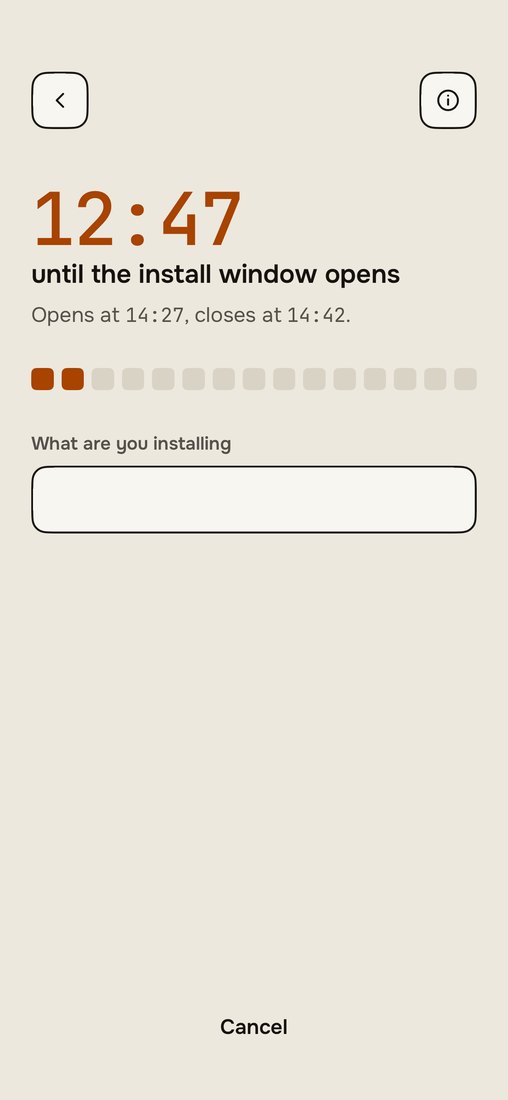 12:47
until the install window opens
Opens at 14:27, closes at 14:42.
What are you installing
Cancel